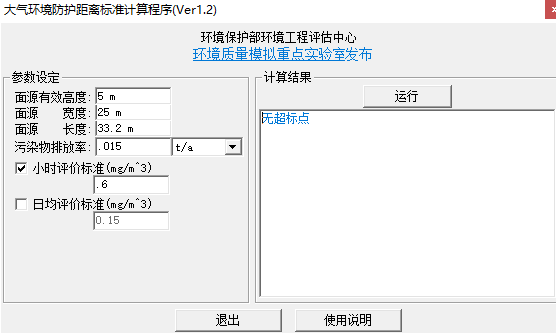 大气环境防护距离标准计算程序(Ver1.2)
环境保护部环境工程评估中心
环境质量模拟重点实验室发布
参数设定
面源有效高度: 5 m
面源 宽度: 25 m
面源 长度: 33.2 m
污染物排放率: .015 t/a
小时评价标准(mg/m^3)
.6
日均评价标准(mg/m^3)
0.15
计算结果
运行
无超标点
退出
使用说明